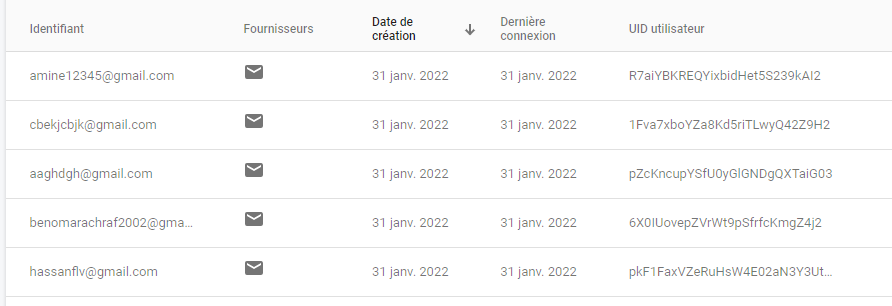 Identifiant Fournisseurs Date de création Dernière connexion UID utilisateur
amine12345@gmail.com 31 janv. 2022 31 janv. 2022 R7aiYBKREQYixbidHet5S239kAI2
cbekjcbjk@gmail.com 31 janv. 2022 31 janv. 2022 1Fva7xboYZa8Kd5riTLwyQ42Z9H2
aaghdgh@gmail.com 31 janv. 2022 31 janv. 2022 pZcKncupYSfU0yGlGNDgQXTaiG03
benomarachraf2002@gma... 31 janv. 2022 31 janv. 2022 6X0IUovepZVrWt9pSfrfcKmgZ4j2
hassanflv@gmail.com 31 janv. 2022 31 janv. 2022 pkF1FaxVZeRuHsW4E02aN3Y3Ut...